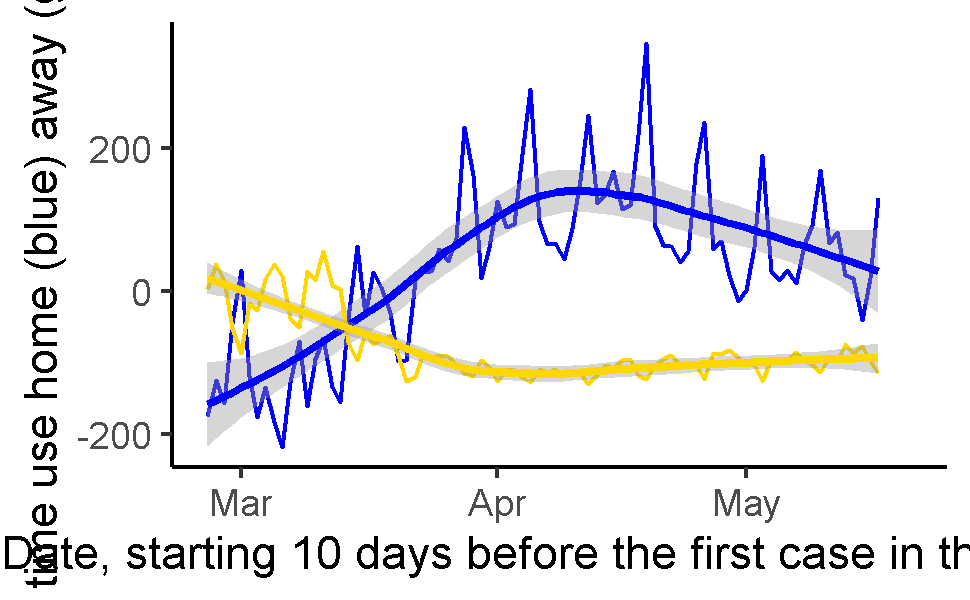 time use home (blue) away (
200
0
-200
Mar Apr May
Date, starting 10 days before the first case in th